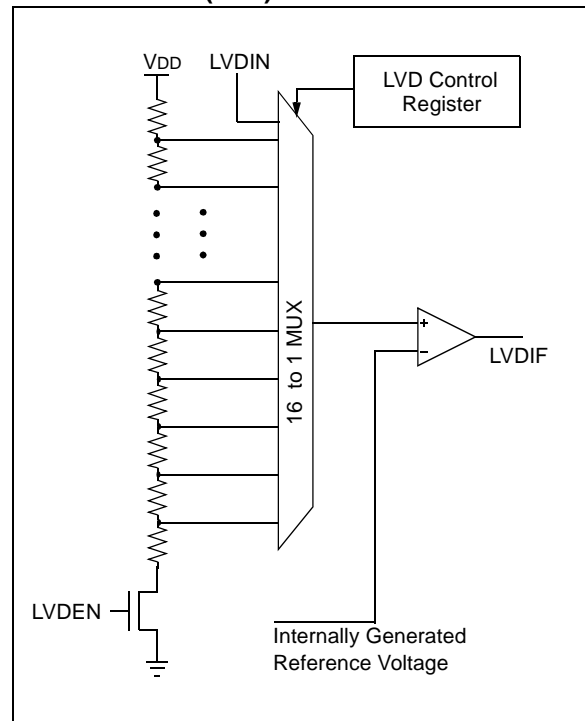 VDD
LVDIN
LVD Control
Register
16 to 1 MUX
+
–
LVDIF
LVDEN
Internally Generated
Reference Voltage